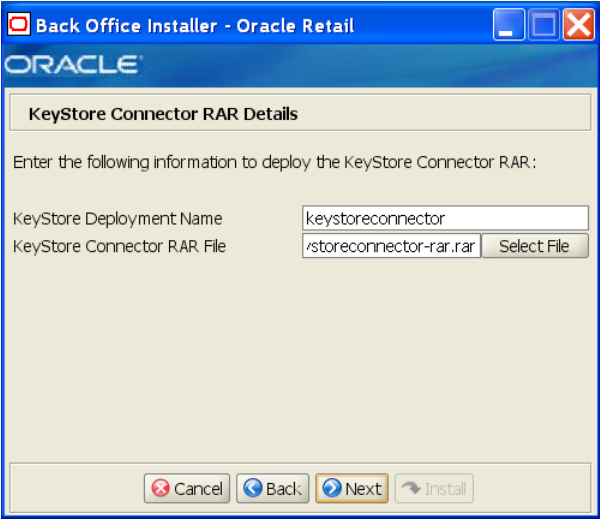 Back Office Installer - Oracle Retail
ORACLE
KeyStore Connector RAR Details
Enter the following information to deploy the KeyStore Connector RAR:
KeyStore Deployment Name keystoreconnector
KeyStore Connector RAR File ystoreconnector-rar.rar Select File
Cancel Back Next Install